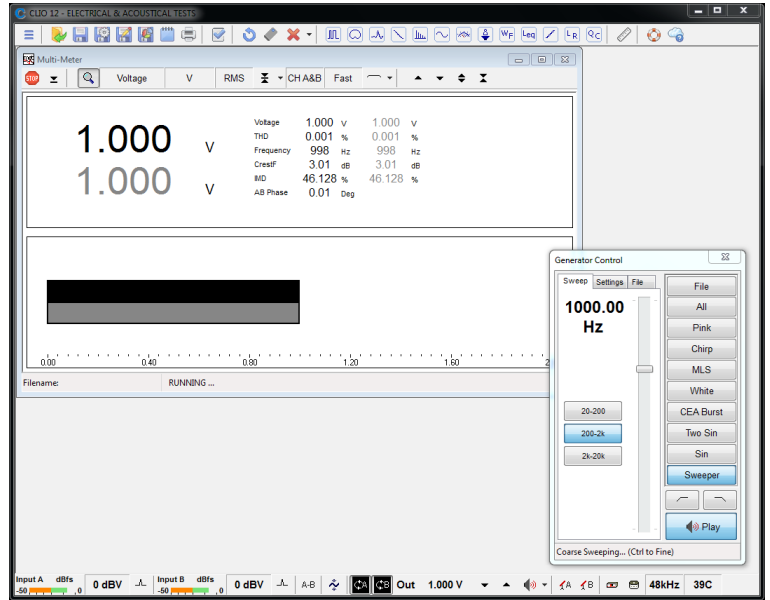 CLIO 12 - ELECTRICAL & ACOUSTICAL TESTS
WF Leq LR QC
Multi-Meter
STOP Voltage V RMS CH A&B Fast
1.000 V
1.000 V
Voltage 1.000 V 1.000 V
THD 0.001 % 0.001 %
Frequency 998 Hz 998 Hz
CrestF 3.01 dB 3.01 dB
IMD 46.128 % 46.128 %
AB Phase 0.01 Deg
0.00 0.40 0.80 1.20 1.60 2
Filename: RUNNING ...
Generator Control
Sweep Settings File
1000.00
Hz
20-200
200-2k
2k-20k
File
All
Pink
Chirp
MLS
White
CEA Burst
Two Sin
Sin
Sweeper
Play
Coarse Sweeping... (Ctrl to Fine)
Input A dBfs
-50 ,0
0 dBV
Input B dBfs
-50 ,0
0 dBV
A-B
A
B
Out 1.000 V
A
B
48kHz 39C